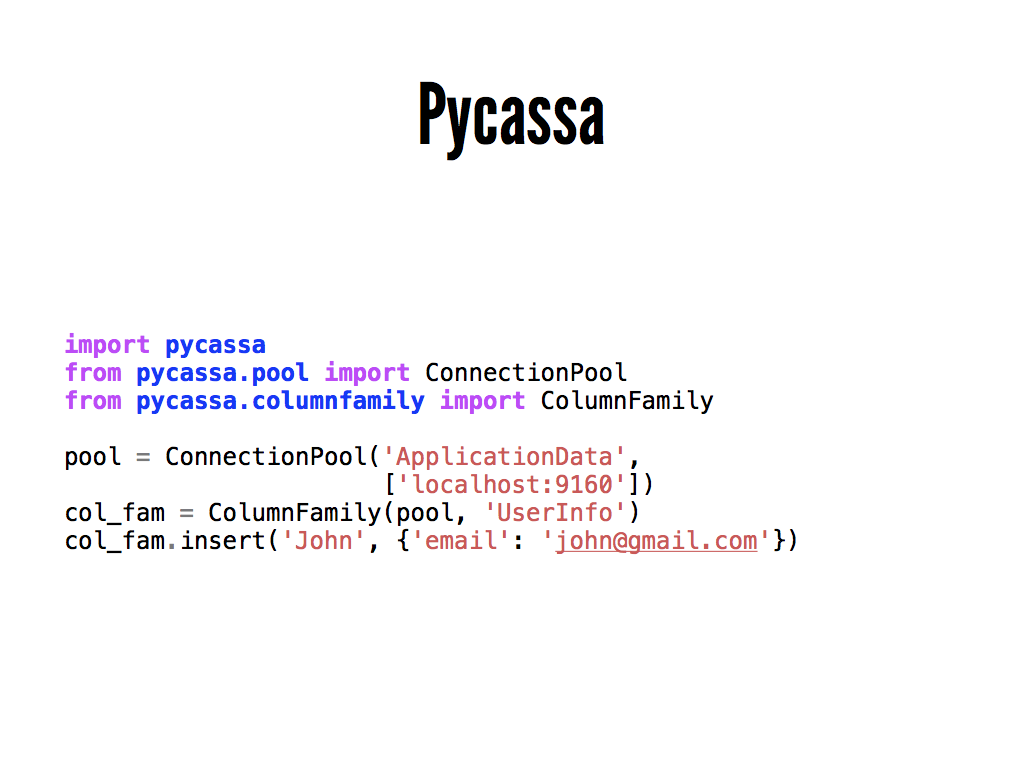 Pycassa
import pycassa
from pycassa.pool import ConnectionPool
from pycassa.columnfamily import ColumnFamily
pool = ConnectionPool('ApplicationData',
['localhost:9160'])
col_fam = ColumnFamily(pool, 'UserInfo')
col_fam.insert('John', {'email': 'john@gmail.com'})